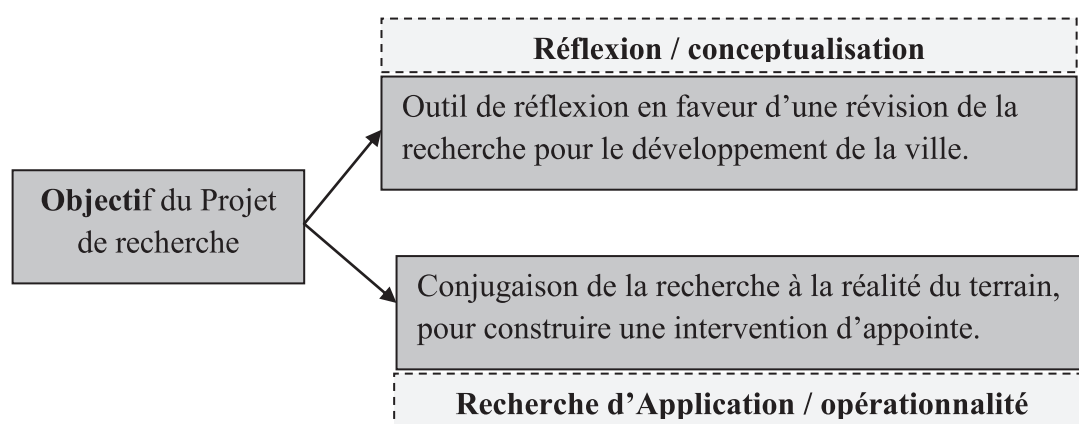 Réflexion / conceptualisation
Outil de réflexion en faveur d’une révision de la
recherche pour le développement de la ville.
Objectif du Projet
de recherche
Conjugaison de la recherche à la réalité du terrain,
pour construire une intervention d’appointe.
Recherche d’Application / opérationnalité